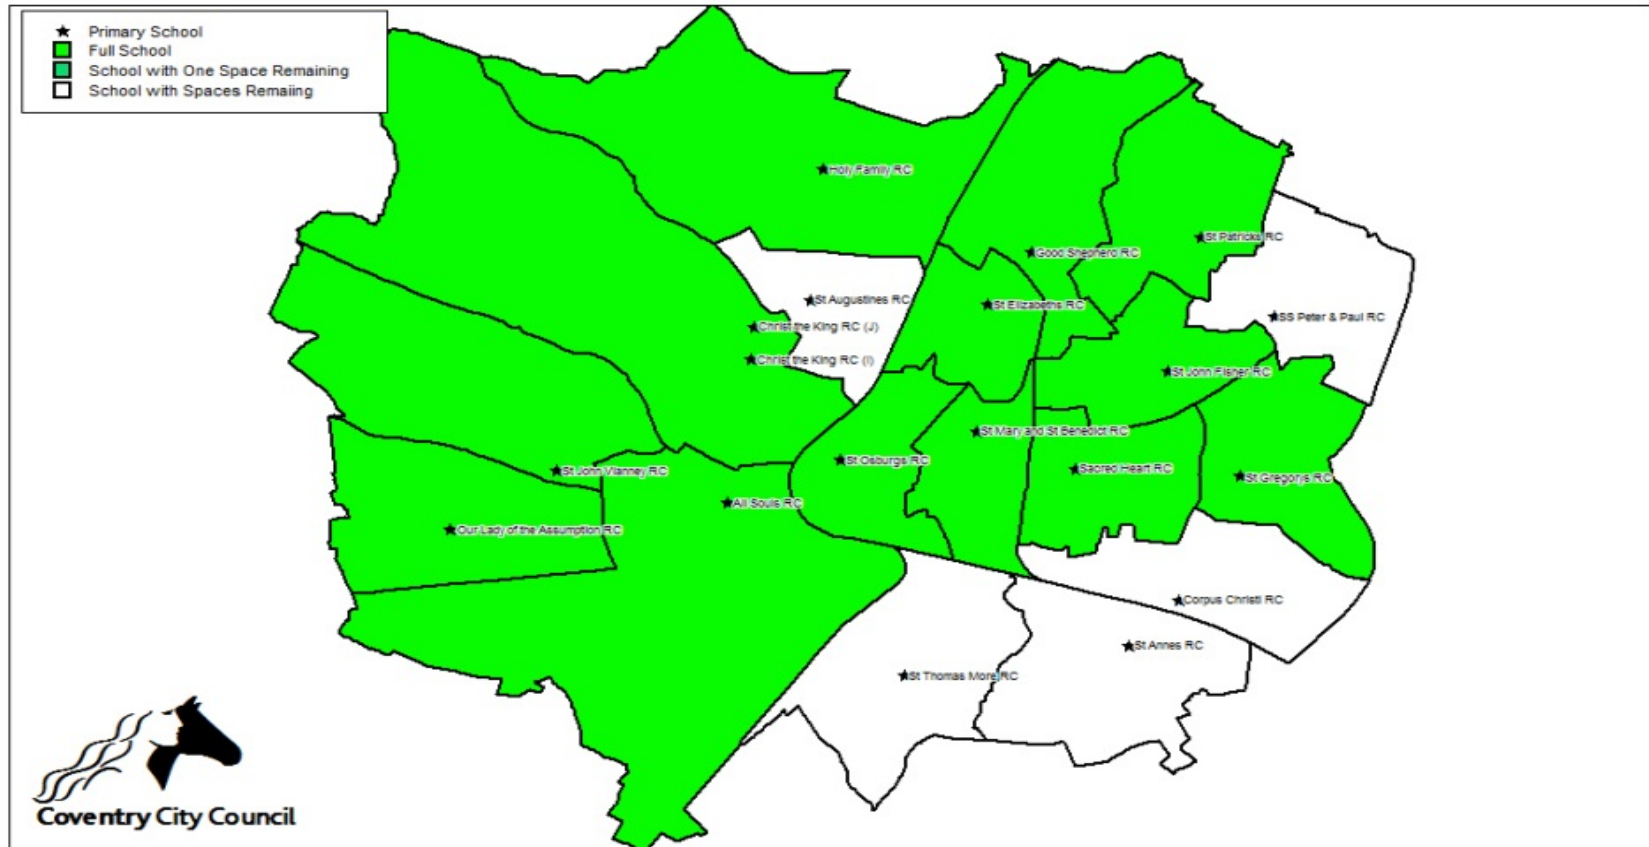 Primary School
Full School
School with One Space Remaining
School with Spaces Remaiing
Holy Family RC
St Patricks RC
Good Shepherd RC
St Augustines RC
St Elizabeths RC
SS Peter & Paul RC
Christ the King RC (J)
Christ the King RC (I)
St John Fisher RC
St Mary and St Benedict RC
St Osburgs RC
Sacred Heart RC
St John Vianney RC
St Gregorys RC
All Souls RC
Our Lady of the Assumption RC
Corpus Christi RC
St Annes RC
St Thomas More RC
Coventry City Council